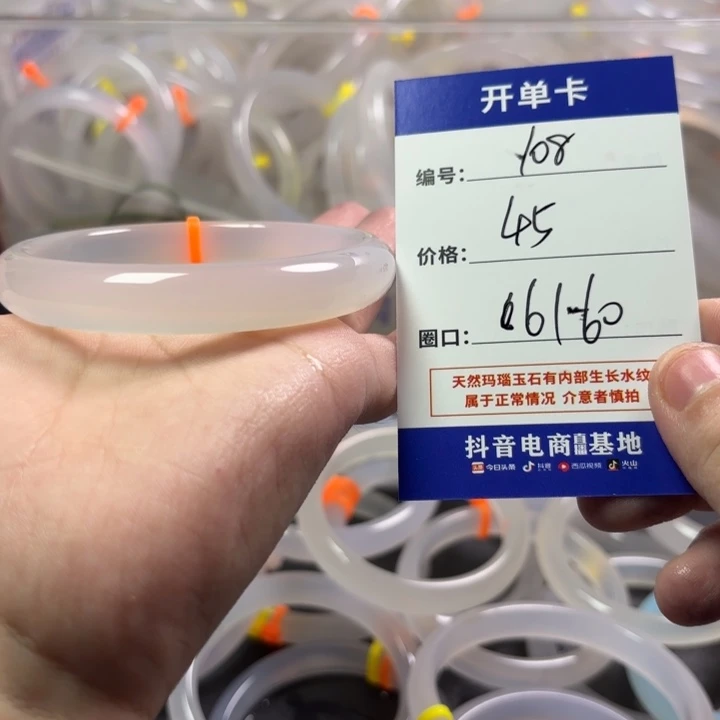 开单卡
编号: 108
价格: 45
圈口: 61-60
天然玛瑙玉石有内部生长水纹
属于正常情况 介意者慎拍
抖音电商直播基地
今日头条 抖音 西瓜视频 火山